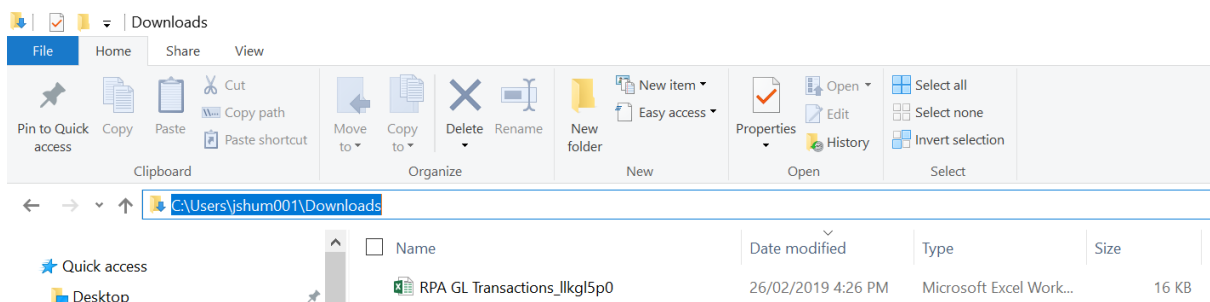 Downloads
File Home Share View
Pin to Quick access Copy Paste Cut
Copy path
Paste shortcut
Move to Copy to Delete Rename New folder
New item
Easy access
Properties Open
Edit
History
Select all
Select none
Invert selection
Clipboard Organize New Open Select
C:\Users\jshum001\Downloads
Quick access
Desktop
Name Date modified Type Size
RPA GL Transactions_llkgl5p0 26/02/2019 4:26 PM Microsoft Excel Work... 16 KB